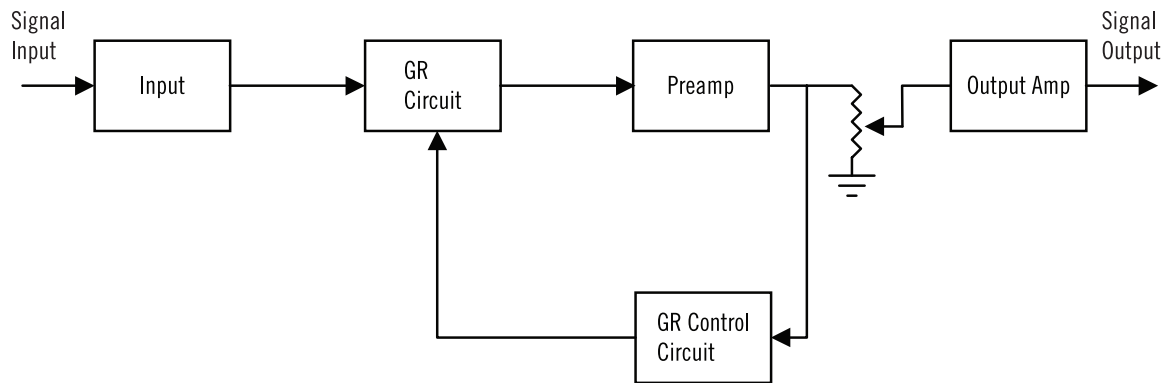 Signal
Input
Signal
Output
Input
GR
Circuit
Preamp
Output Amp
GR Control
Circuit